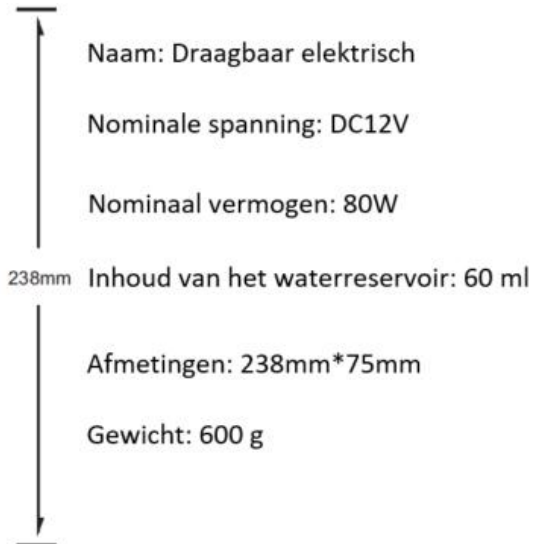 Naam: Draagbaar elektrisch
Nominale spanning: DC12V
Nominaal vermogen: 80W
238mm
Inhoud van het waterreservoir: 60 ml
Afmetingen: 238mm*75mm
Gewicht: 600 g